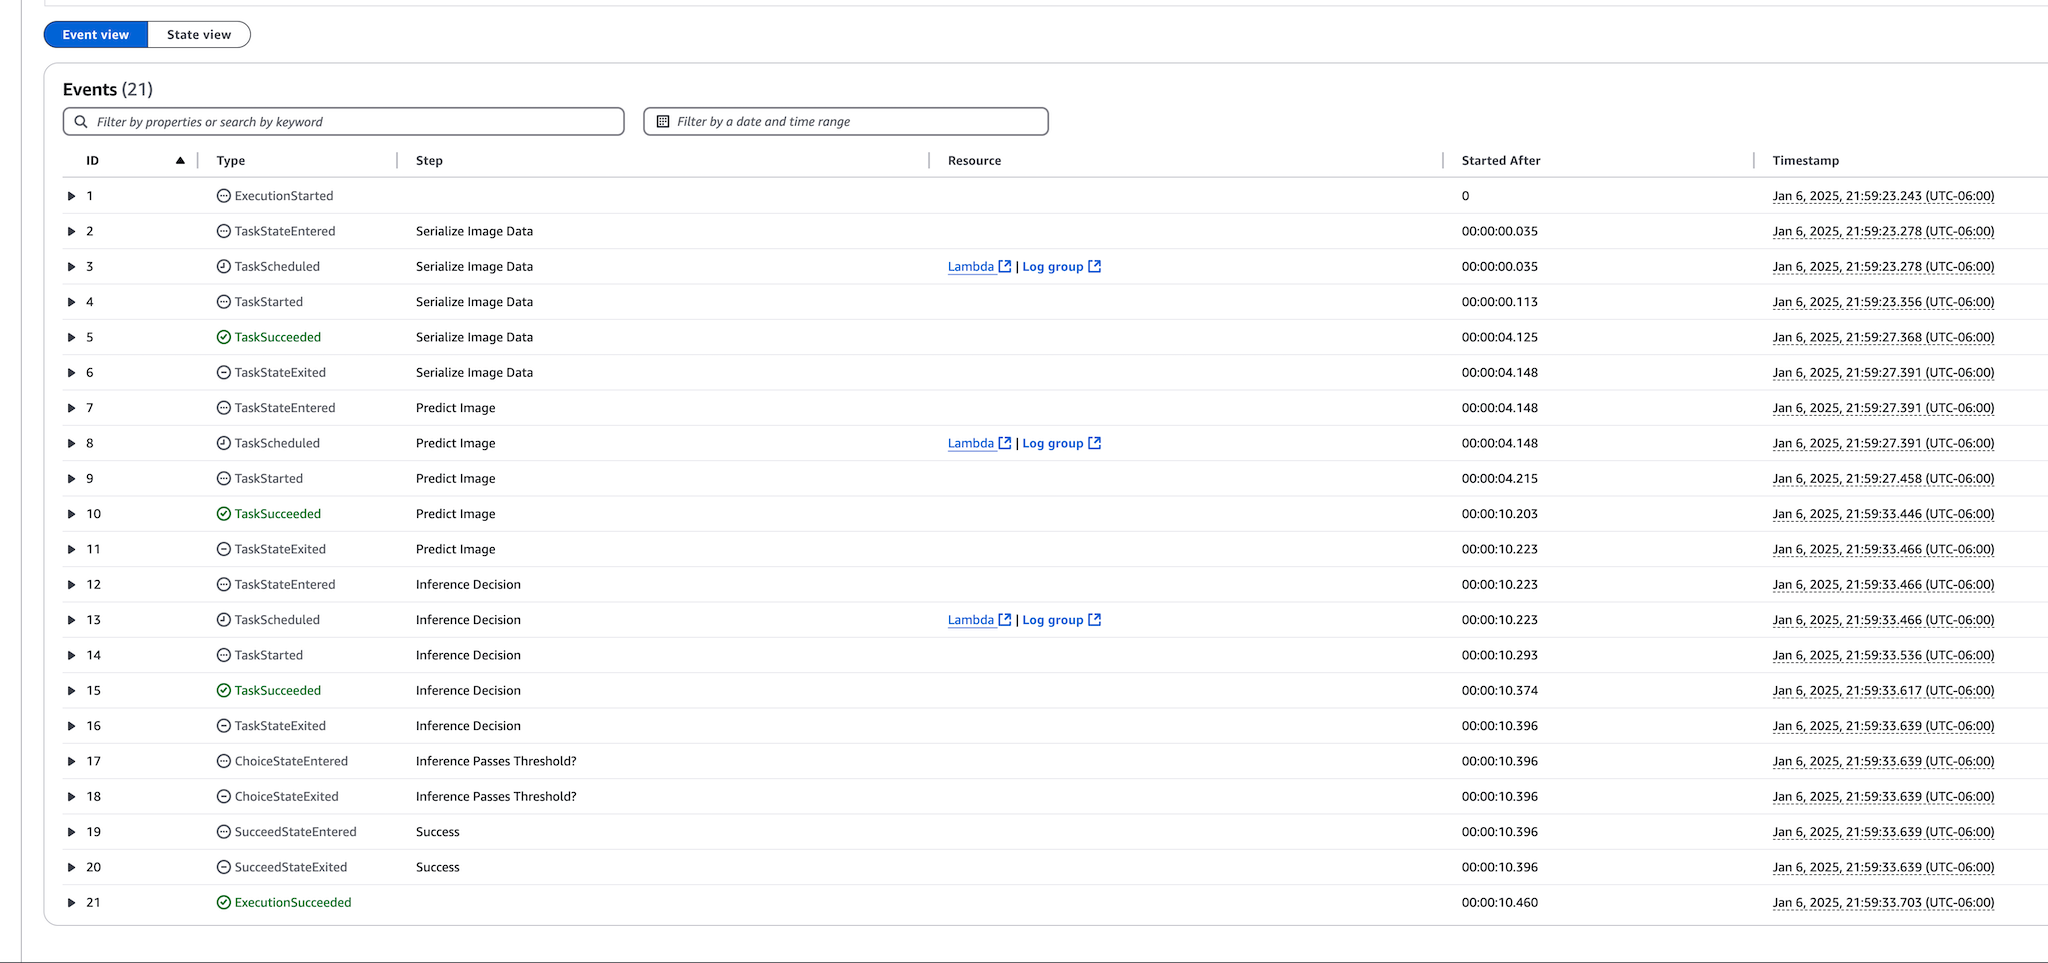 Event view State view
Events (21)
Filter by properties or search by keyword Filter by a date and time range
ID Type Step Resource Started After Timestamp
1 ExecutionStarted 0 Jan 6, 2025, 21:59:23.243 (UTC-06:00)
2 TaskStateEntered Serialize Image Data 00:00:00.035 Jan 6, 2025, 21:59:23.278 (UTC-06:00)
3 TaskScheduled Serialize Image Data Lambda | Log group 00:00:00.035 Jan 6, 2025, 21:59:23.278 (UTC-06:00)
4 TaskStarted Serialize Image Data 00:00:00.113 Jan 6, 2025, 21:59:23.356 (UTC-06:00)
5 TaskSucceeded Serialize Image Data 00:00:04.125 Jan 6, 2025, 21:59:27.368 (UTC-06:00)
6 TaskStateExited Serialize Image Data 00:00:04.148 Jan 6, 2025, 21:59:27.391 (UTC-06:00)
7 TaskStateEntered Predict Image 00:00:04.148 Jan 6, 2025, 21:59:27.391 (UTC-06:00)
8 TaskScheduled Predict Image Lambda | Log group 00:00:04.148 Jan 6, 2025, 21:59:27.391 (UTC-06:00)
9 TaskStarted Predict Image 00:00:04.215 Jan 6, 2025, 21:59:27.458 (UTC-06:00)
10 TaskSucceeded Predict Image 00:00:10.203 Jan 6, 2025, 21:59:33.446 (UTC-06:00)
11 TaskStateExited Predict Image 00:00:10.223 Jan 6, 2025, 21:59:33.466 (UTC-06:00)
12 TaskStateEntered Inference Decision 00:00:10.223 Jan 6, 2025, 21:59:33.466 (UTC-06:00)
13 TaskScheduled Inference Decision Lambda | Log group 00:00:10.223 Jan 6, 2025, 21:59:33.466 (UTC-06:00)
14 TaskStarted Inference Decision 00:00:10.293 Jan 6, 2025, 21:59:33.536 (UTC-06:00)
15 TaskSucceeded Inference Decision 00:00:10.374 Jan 6, 2025, 21:59:33.617 (UTC-06:00)
16 TaskStateExited Inference Decision 00:00:10.396 Jan 6, 2025, 21:59:33.639 (UTC-06:00)
17 ChoiceStateEntered Inference Passes Threshold? 00:00:10.396 Jan 6, 2025, 21:59:33.639 (UTC-06:00)
18 ChoiceStateExited Inference Passes Threshold? 00:00:10.396 Jan 6, 2025, 21:59:33.639 (UTC-06:00)
19 SucceedStateEntered Success 00:00:10.396 Jan 6, 2025, 21:59:33.639 (UTC-06:00)
20 SucceedStateExited Success 00:00:10.396 Jan 6, 2025, 21:59:33.639 (UTC-06:00)
21 ExecutionSucceeded 00:00:10.460 Jan 6, 2025, 21:59:33.703 (UTC-06:00)